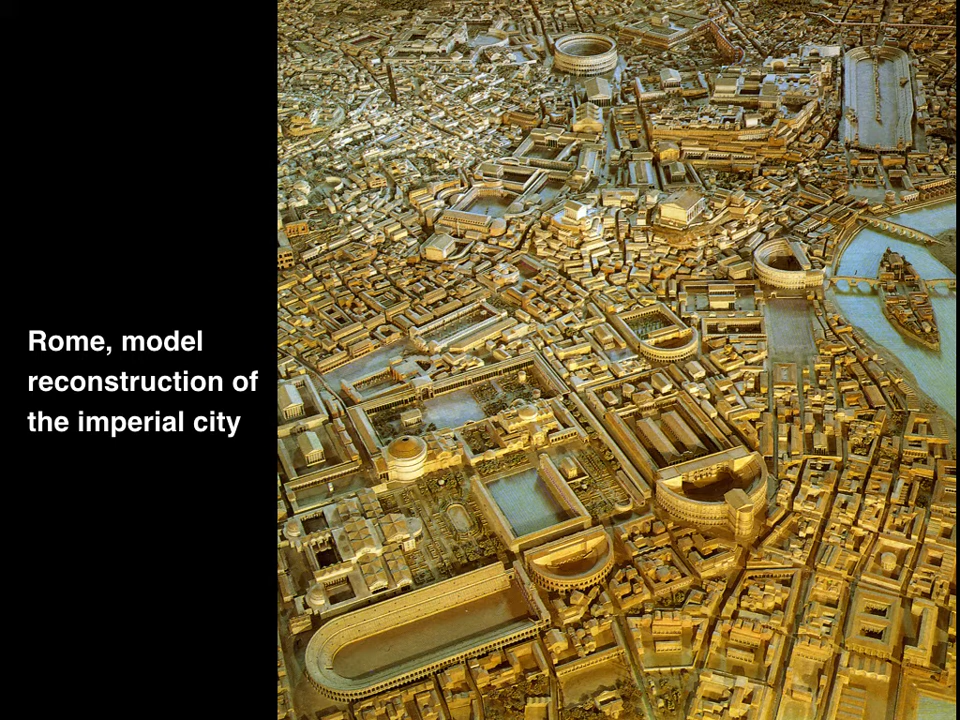 Rome, model
reconstruction of
the imperial city